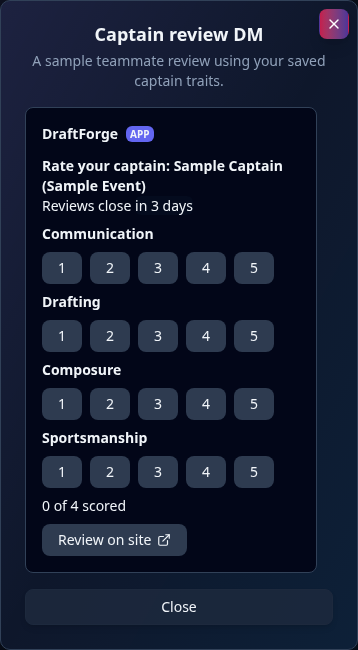 Captain review DM
A sample teammate review using your saved
captain traits.
DraftForge APP
Rate your captain: Sample Captain
(Sample Event)
Reviews close in 3 days
Communication
1 2 3 4 5
Drafting
1 2 3 4 5
Composure
1 2 3 4 5
Sportsmanship
1 2 3 4 5
0 of 4 scored
Review on site
Close